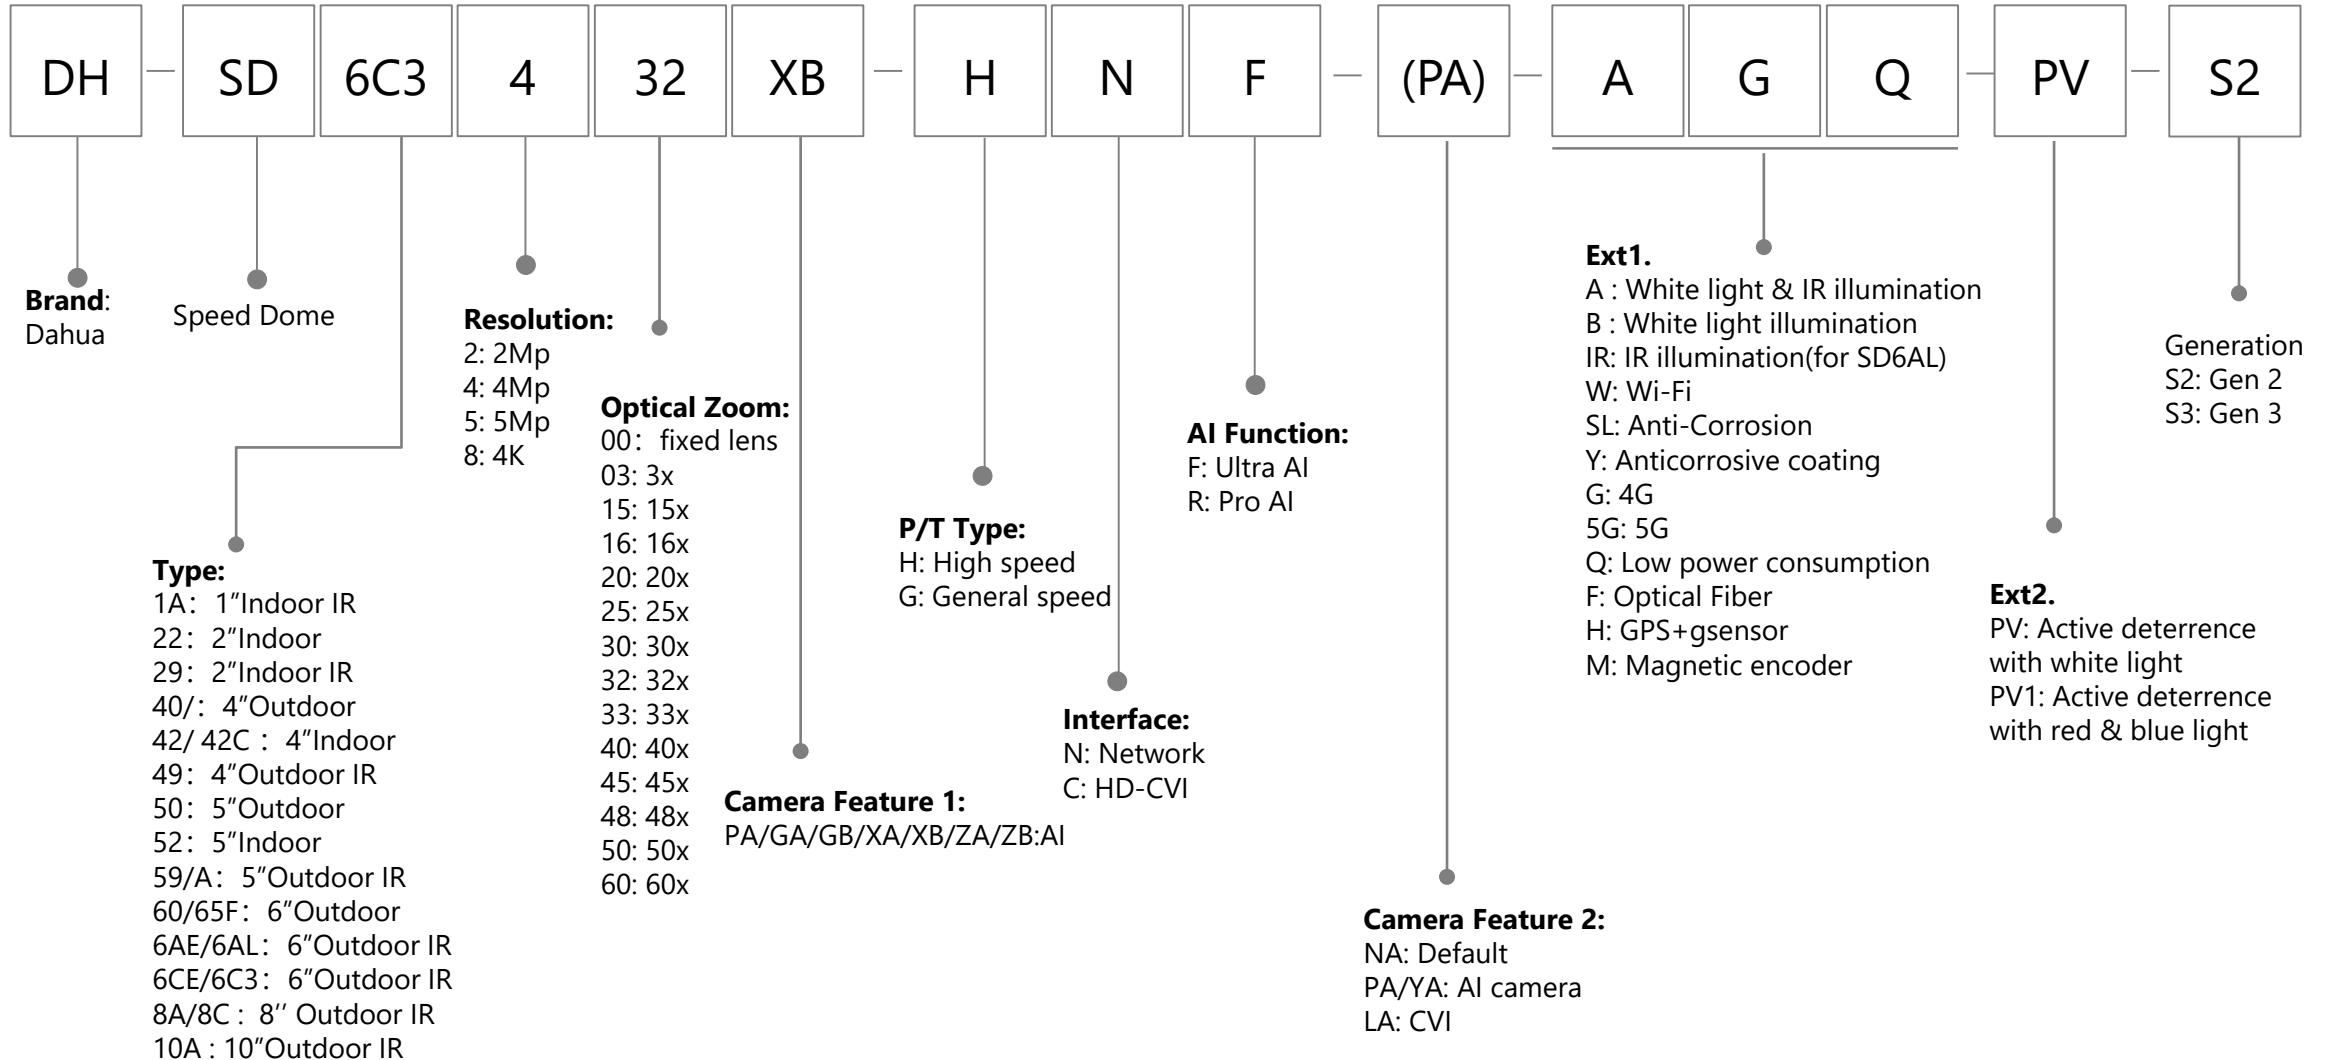 DH — SD 6C3 4 32 XB — H N F — (PA) — A G Q — PV — S2
Brand:
Dahua
Speed Dome
Type:
1A： 1"Indoor IR
22： 2"Indoor
29： 2"Indoor IR
40/： 4"Outdoor
42/ 42C： 4"Indoor
49： 4"Outdoor IR
50： 5"Outdoor
52： 5"Indoor
59/A： 5"Outdoor IR
60/65F： 6"Outdoor
6AE/6AL： 6"Outdoor IR
6CE/6C3： 6"Outdoor IR
8A/8C : 8'' Outdoor IR
10A : 10"Outdoor IR
Resolution:
2: 2Mp
4: 4Mp
5: 5Mp
8: 4K
Optical Zoom:
00： fixed lens
03: 3x
15: 15x
16: 16x
20: 20x
25: 25x
30: 30x
32: 32x
33: 33x
40: 40x
45: 45x
48: 48x
50: 50x
60: 60x
Camera Feature 1:
PA/GA/GB/XA/XB/ZA/ZB:AI
P/T Type:
H: High speed
G: General speed
Interface:
N: Network
C: HD-CVI
AI Function:
F: Ultra AI
R: Pro AI
Camera Feature 2:
NA: Default
PA/YA: AI camera
LA: CVI
Ext1.
A : White light & IR illumination
B : White light illumination
IR: IR illumination(for SD6AL)
W: Wi-Fi
SL: Anti-Corrosion
Y: Anticorrosive coating
G: 4G
5G: 5G
Q: Low power consumption
F: Optical Fiber
H: GPS+gsensor
M: Magnetic encoder
Ext2.
PV: Active deterrence
with white light
PV1: Active deterrence
with red & blue light
Generation
S2: Gen 2
S3: Gen 3